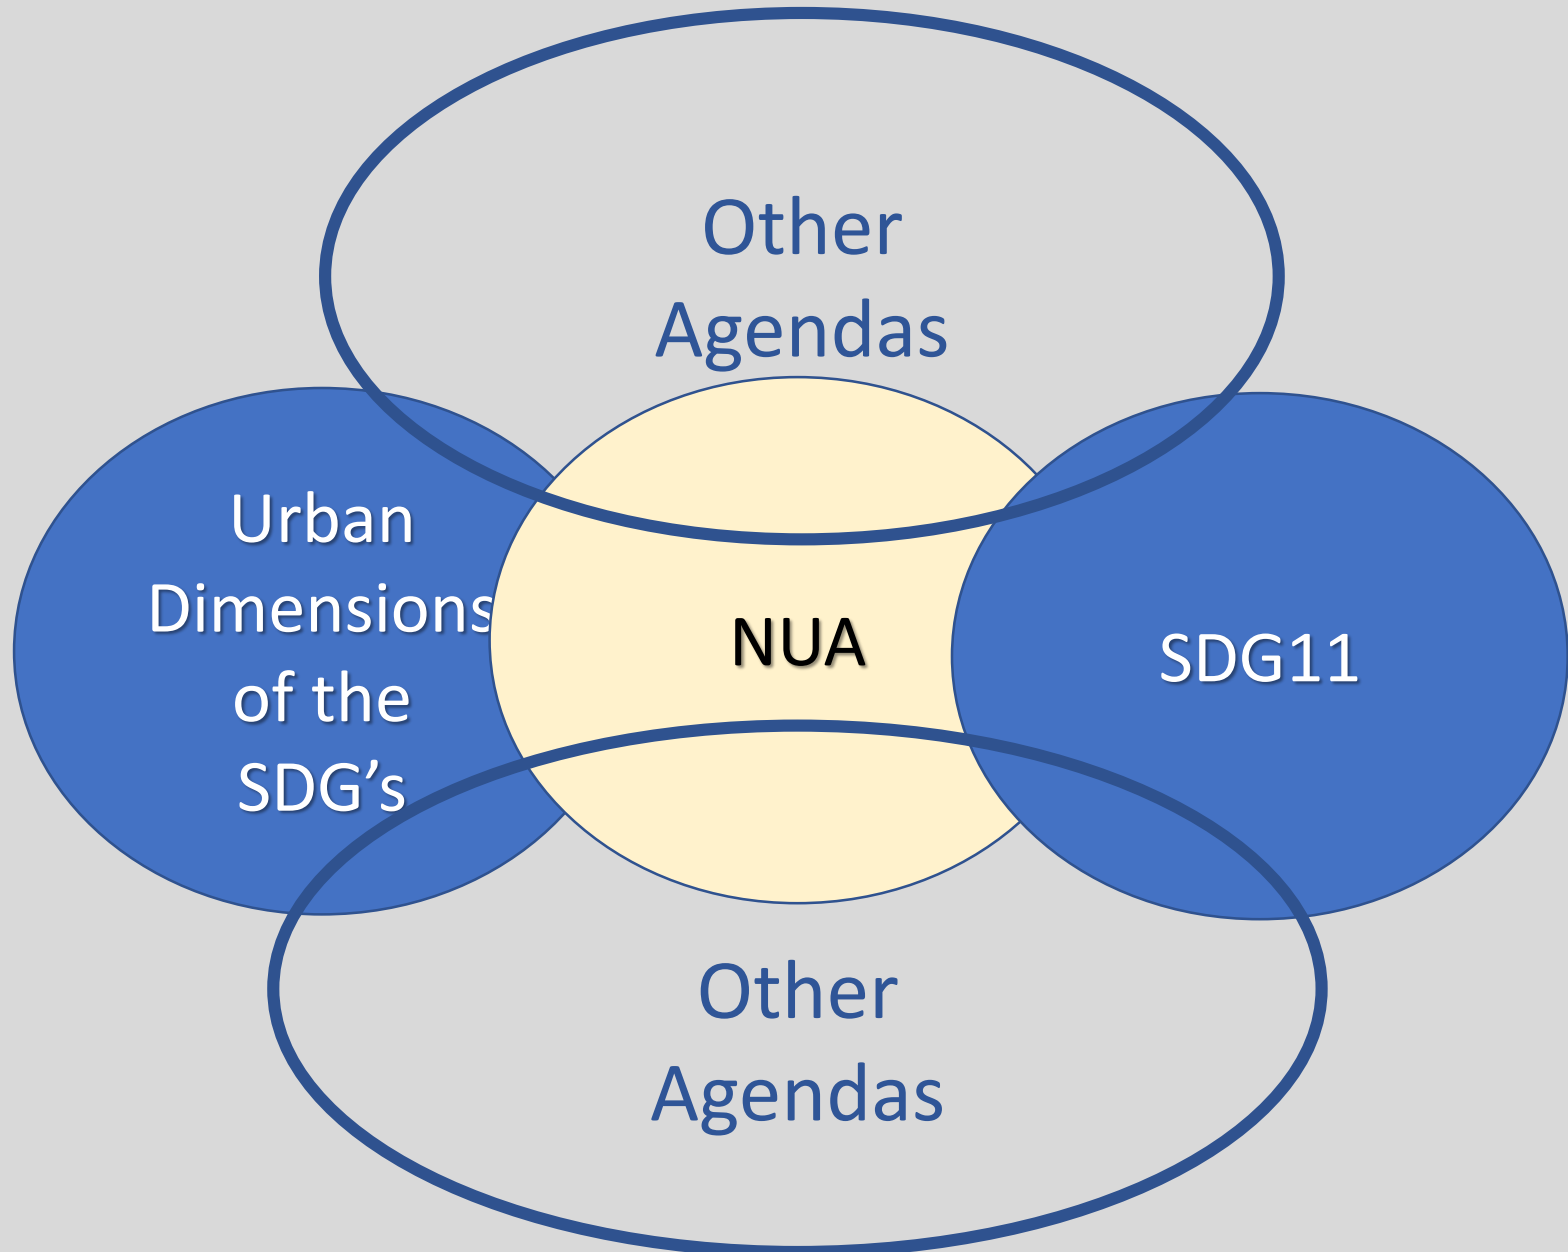 Other
Agendas
Urban
Dimensions
of the
SDG’s
NUA
SDG11
Other
Agendas